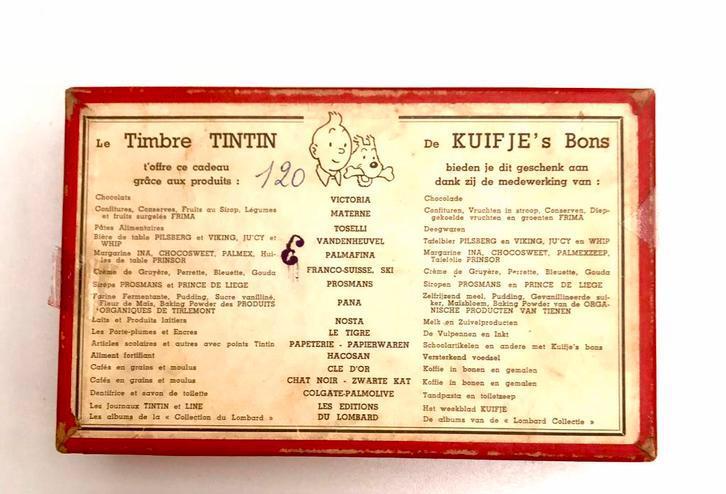 Le Timbre TINTIN
t'offre ce cadeau
grâce aux produits :
120
De KUIFJE's Bons
bieden je dit geschenk aan
dank zij de medewerking van :
Chocolats VICTORIA Chocolade
Confitures, Conserves, Fruits au Sirop, Légumes
et fruits surgelés FRIMA MATERNE Confituren, Vruchten in stroop, Conserven, Diep-
gekoelde vruchten en groenten FRIMA
Pâtes Alimentaires TOSELLI Deegwaren
Bière de table PILSBERG et VIKING, JU'CY et
WHIP VANDENHEUVEL Tafelbier PILSBERG en VIKING, JU'CY en WHIP
Margarine INA, CHOCOSWEET, PALMEX, Hui-
les de table PRINSOR PALMAFINA Margarine INA, CHOCOSWEET, PALMEXZEEP,
Tafelolie PRINSOR
Crème de Gruyère, Perrette, Bleuette, Gouda FRANCO-SUISSE, SKI Crème de Gruyère, Perrette, Bleuette, Gouda
Sirops PROSMANS et PRINCE DE LIEGE PROSMANS Siropen PROSMANS en PRINCE DE LIEGE
Farine Fermentante, Pudding, Sucre vanilliné,
Fleur de Maïs, Baking Powder des PRODUITS
ORGANIQUES DE TIRLEMONT PANA Zelfrijzend meel, Pudding, Gevanillineerde sui-
ker, Maïsbloem, Baking Powder van de ORGA-
NISCHE PRODUCTEN VAN TIENEN
Laits et Produits laitiers NOSTA Melk en Zuivelproducten
Les Porte-plumes et Encres LE TIGRE De Vulpennen en Inkt
Articles scolaires et autres avec points Tintin PAPETERIE - PAPIERWAREN Schoolartikelen en andere met Kuifje's bons
Aliment fortifiant HACOSAN Versterkend voedsel
Cafés en grains et moulus CLE D'OR Koffie in bonen en gemalen
Cafés en grains et moulus CHAT NOIR - ZWARTE KAT Koffie in bonen en gemalen
Dentifrice et savon de toilette COLGATE-PALMOLIVE Tandpasta en toiletzeep
Les Journaux TINTIN et LINE LES EDITIONS Het weekblad KUIFJE
Les albums de la « Collection du Lombard » DU LOMBARD De albums van de « Lombard Collectie »